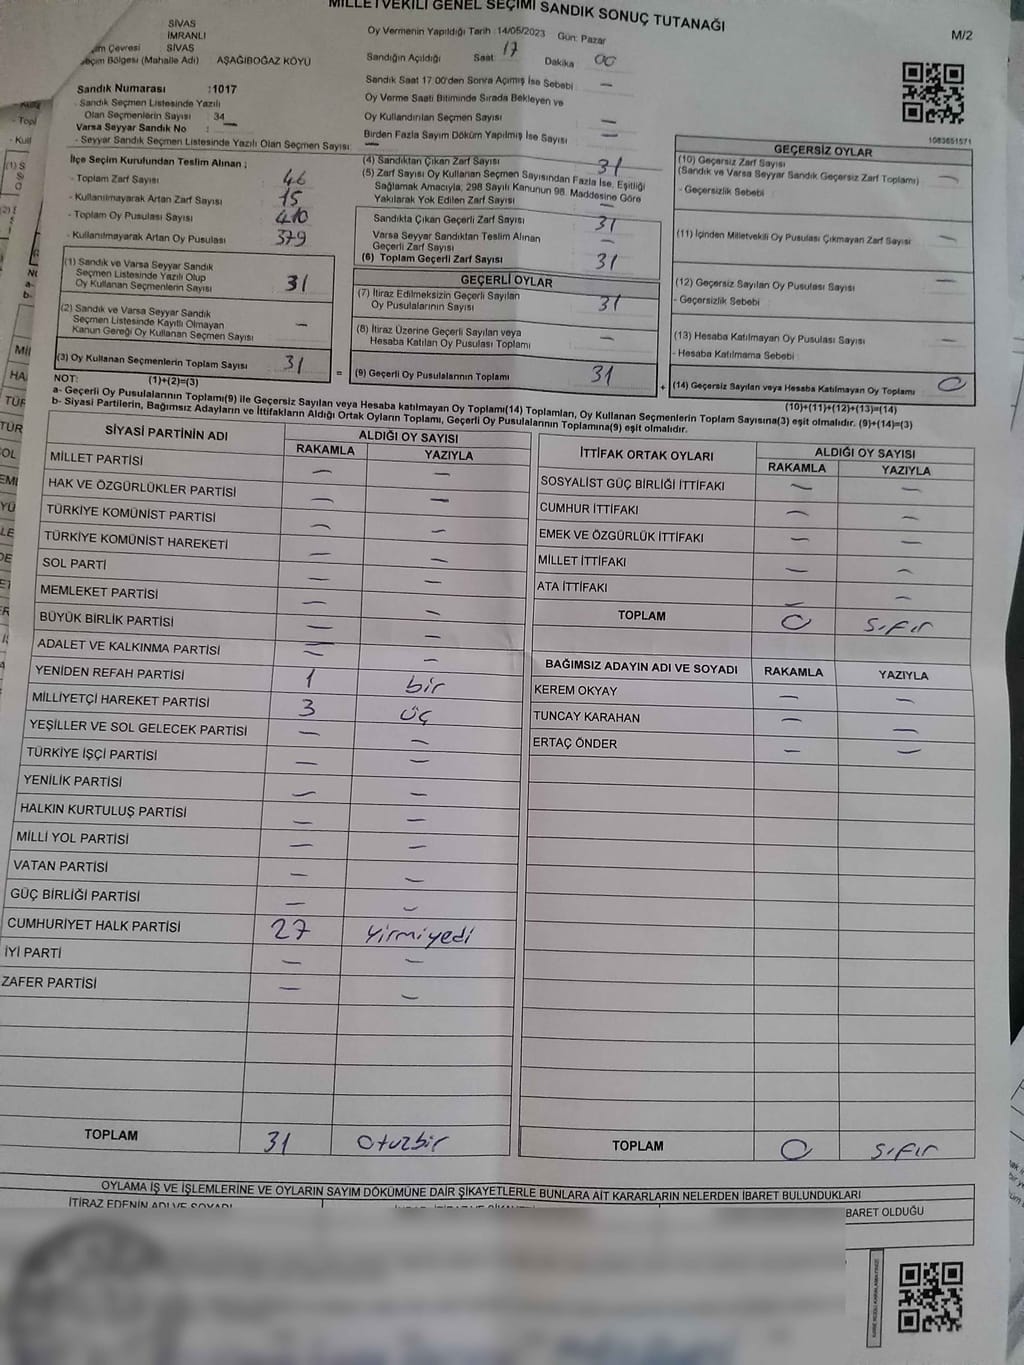 MİLLETVEKİLİ GENEL SEÇİMİ SANDIK SONUÇ TUTANAĞI
M/2
SİVAS
İMRANLI
Çevresi SİVAS
Seçim Bölgesi (Mahalle Adı) AŞAĞIBOĞAZ KÖYÜ
Sandık Numarası :1017
- Sandık Seçmen Listesinde Yazılı
Olan Seçmenlerin Sayısı : 34
Varsa Seyyar Sandık No :
- Seyyar Sandık Seçmen Listesinde Yazılı Olan Seçmen Sayısı: —
Oy Vermenin Yapıldığı Tarih :14/05/2023 Gün: Pazar
Sandığın Açıldığı Saat: 17 Dakika 00
Sandık Saat 17:00'den Sonra Açımış İse Sebebi : —
Oy Verme Saati Bitiminde Sırada Bekleyen ve
Oy Kullandırılan Seçmen Sayısı : —
Birden Fazla Sayım Döküm Yapılmış İse Sayısı : —
1083651571
İlçe Seçim Kurulundan Teslim Alınan ;
- Toplam Zarf Sayısı : 46
- Kullanılmayarak Artan Zarf Sayısı : 15
- Toplam Oy Pusulası Sayısı : 410
- Kullanılmayarak Artan Oy Pusulası : 379
(1) Sandık ve Varsa Seyyar Sandık
Seçmen Listesinde Yazılı Olup
Oy Kullanan Seçmenlerin Sayısı : 31
(2) Sandık ve Varsa Seyyar Sandık
Seçmen Listesinde Kayıtlı Olmayan
Kanun Gereği Oy Kullanan Seçmen Sayısı : —
(3) Oy Kullanan Seçmenlerin Toplam Sayısı : 31
(1)+(2)=(3)
(4) Sandıktan Çıkan Zarf Sayısı : 31
(5) Zarf Sayısı Oy Kullanan Seçmen Sayısından Fazla İse, Eşitliği
Sağlamak Amacıyla, 298 Sayılı Kanunun 98. Maddesine Göre
Yakılarak Yok Edilen Zarf Sayısı : —
Sandıkta Çıkan Geçerli Zarf Sayısı : 31
Varsa Seyyar Sandıktan Teslim Alınan
Geçerli Zarf Sayısı : —
(6) Toplam Geçerli Zarf Sayısı : 31
GEÇERLİ OYLAR
(7) İtiraz Edilmeksizin Geçerli Sayılan
Oy Pusulalarının Sayısı : 31
(8) İtiraz Üzerine Geçerli Sayılan veya
Hesaba Katılan Oy Pusulası Toplamı : —
= (9) Geçerli Oy Pusulalarının Toplamı : 31
GEÇERSİZ OYLAR
(10) Geçersiz Zarf Sayısı
(Sandık ve Varsa Seyyar Sandık Geçersiz Zarf Toplamı) : —
- Geçersizlik Sebebi :
(11) İçinden Milletvekili Oy Pusulası Çıkmayan Zarf Sayısı : —
(12) Geçersiz Sayılan Oy Pusulası Sayısı : —
- Geçersizlik Sebebi :
(13) Hesaba Katılmayan Oy Pusulası Sayısı : —
- Hesaba Katılmama Sebebi :
+ (14) Geçersiz Sayılan veya Hesaba Katılmayan Oy Toplamı : 0
(10)+(11)+(12)+(13)=(14)
NOT:
a- Geçerli Oy Pusulalarının Toplamı(9) ile Geçersiz Sayılan veya Hesaba katılmayan Oy Toplamı(14) Toplamları, Oy Kullanan Seçmenlerin Toplam Sayısına(3) eşit olmalıdır. (9)+(14)=(3)
b- Siyasi Partilerin, Bağımsız Adayların ve İttifakların Aldığı Ortak Oyların Toplamı, Geçerli Oy Pusulalarının Toplamına(9) eşit olmalıdır.
SİYASİ PARTİNİN ADI ALDIĞI OY SAYISI
RAKAMLA YAZIYLA
MİLLET PARTİSİ — —
HAK VE ÖZGÜRLÜKLER PARTİSİ — —
TÜRKİYE KOMÜNİST PARTİSİ — —
TÜRKİYE KOMÜNİST HAREKETİ — —
SOL PARTİ — —
MEMLEKET PARTİSİ — —
BÜYÜK BİRLİK PARTİSİ — —
ADALET VE KALKINMA PARTİSİ — —
YENİDEN REFAH PARTİSİ 1 bir
MİLLİYETÇİ HAREKET PARTİSİ 3 üç
YEŞİLLER VE SOL GELECEK PARTİSİ — —
TÜRKİYE İŞÇİ PARTİSİ — —
YENİLİK PARTİSİ — —
HALKIN KURTULUŞ PARTİSİ — —
MİLLİ YOL PARTİSİ — —
VATAN PARTİSİ — —
GÜÇ BİRLİĞİ PARTİSİ — —
CUMHURİYET HALK PARTİSİ 27 yirmiyedi
İYİ PARTİ — —
ZAFER PARTİSİ — —
TOPLAM 31 otuzbir
İTTİFAK ORTAK OYLARI ALDIĞI OY SAYISI
RAKAMLA YAZIYLA
SOSYALİST GÜÇ BİRLİĞİ İTTİFAKI — —
CUMHUR İTTİFAKI — —
EMEK VE ÖZGÜRLÜK İTTİFAKI — —
MİLLET İTTİFAKI — —
ATA İTTİFAKI — —
TOPLAM 0 sıfır
BAĞIMSIZ ADAYIN ADI VE SOYADI RAKAMLA YAZIYLA
KEREM OKYAY — —
TUNCAY KARAHAN — —
ERTAÇ ÖNDER — —
TOPLAM 0 sıfır
OYLAMA İŞ VE İŞLEMLERİNE VE OYLARIN SAYIM DÖKÜMÜNE DAİR ŞİKAYETLERLE BUNLARA AİT KARARLARIN NELERDEN İBARET BULUNDUKLARI
İTİRAZ EDENİN ADI VE SOYADI
BARET OLDUĞU